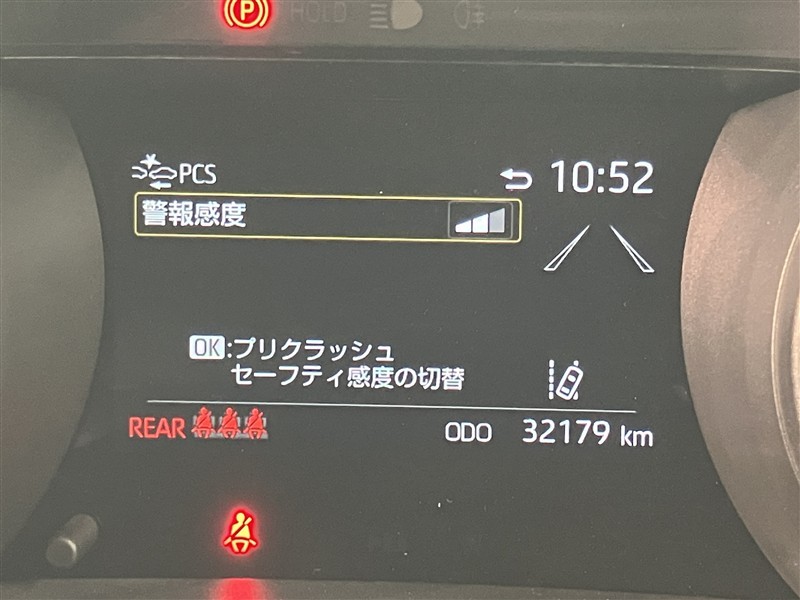 P HOLD
PCS 10:52
警報感度
OK:プリクラッシュ
セーフティ感度の切替
REAR ODO 32179 km